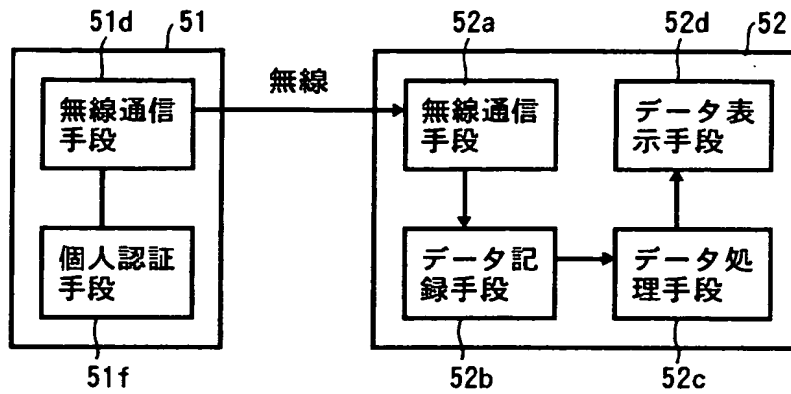 51d
51
52a
52d
52
無線
無線通信
手段
無線通信
手段
データ表
示手段
個人認証
手段
データ記
録手段
データ処
理手段
51f
52b
52c